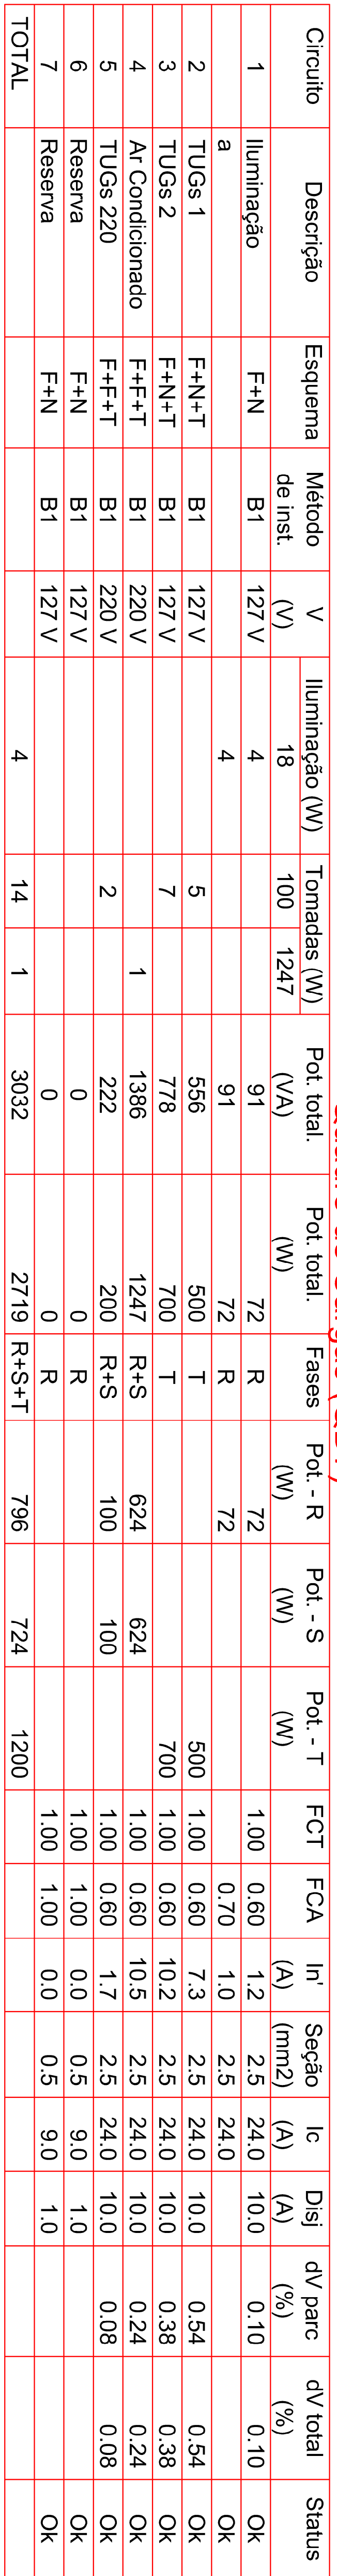 Circuito Descrição Esquema Método de inst. V (V) Iluminação (W) Tomadas (W) Pot. total. (VA) Pot. total. (W) Fases Pot. - R (W) Pot. - S (W) Pot. - T (W) FCT FCA In' (A) Seção (mm2) Ic (A) Disj (A) dV parc (%) dV total (%) Status
18 100 1247
1 Iluminação F+N B1 127 V 4 91 72 R 72 1.00 0.60 1.2 2.5 24.0 10.0 0.10 0.10 Ok
a 4 91 72 R 72 0.70 1.0 2.5 24.0 Ok
2 TUGs 1 F+N+T B1 127 V 5 556 500 T 500 1.00 0.60 7.3 2.5 24.0 10.0 0.54 0.54 Ok
3 TUGs 2 F+N+T B1 127 V 7 778 700 T 700 1.00 0.60 10.2 2.5 24.0 10.0 0.38 0.38 Ok
4 Ar Condicionado F+F+T B1 220 V 1 1386 1247 R+S 624 624 1.00 0.60 10.5 2.5 24.0 10.0 0.24 0.24 Ok
5 TUGs 220 F+F+T B1 220 V 2 222 200 R+S 100 100 1.00 0.60 1.7 2.5 24.0 10.0 0.08 0.08 Ok
6 Reserva F+N B1 127 V 0 0 R 1.00 1.00 0.0 0.5 9.0 1.0 Ok
7 Reserva F+N B1 127 V 0 0 R 1.00 1.00 0.0 0.5 9.0 1.0 Ok
TOTAL 4 14 1 3032 2719 R+S+T 796 724 1200